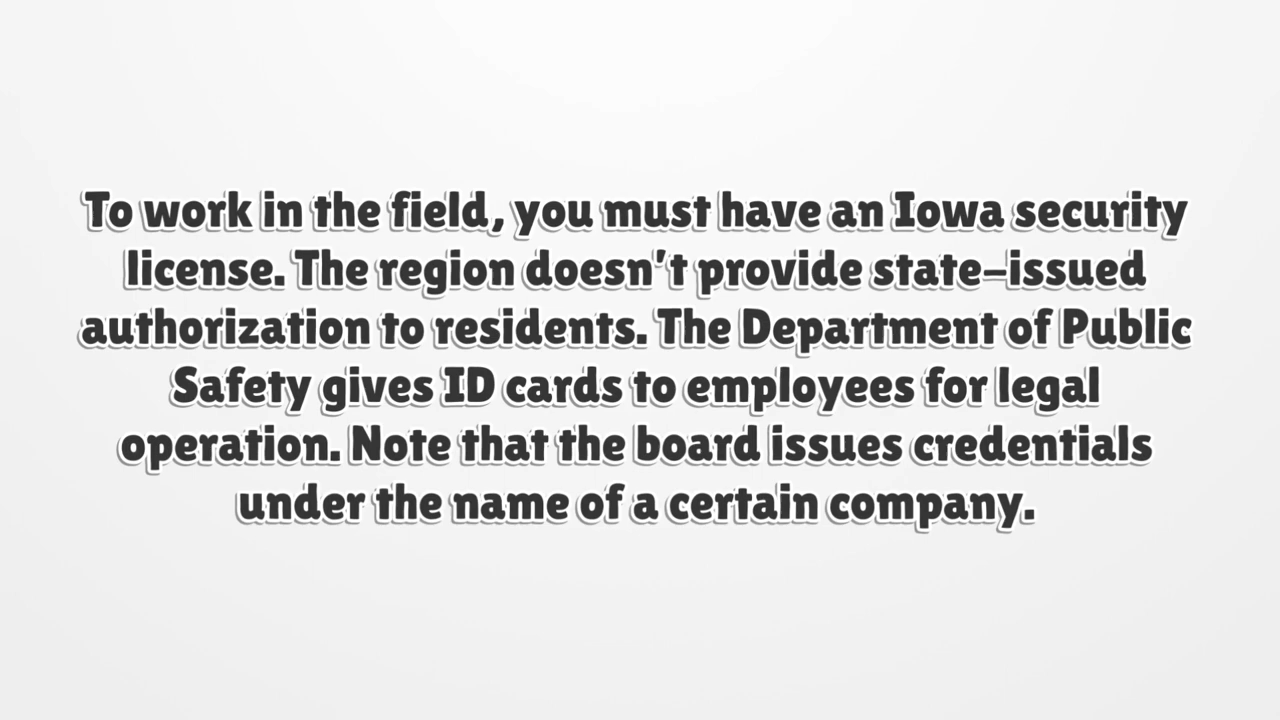 To work in the field, you must have an Iowa security
license. The region doesn't provide state-issued
authorization to residents. The Department of Public
Safety gives ID cards to employees for legal
operation. Note that the board issues credentials
under the name of a certain company.